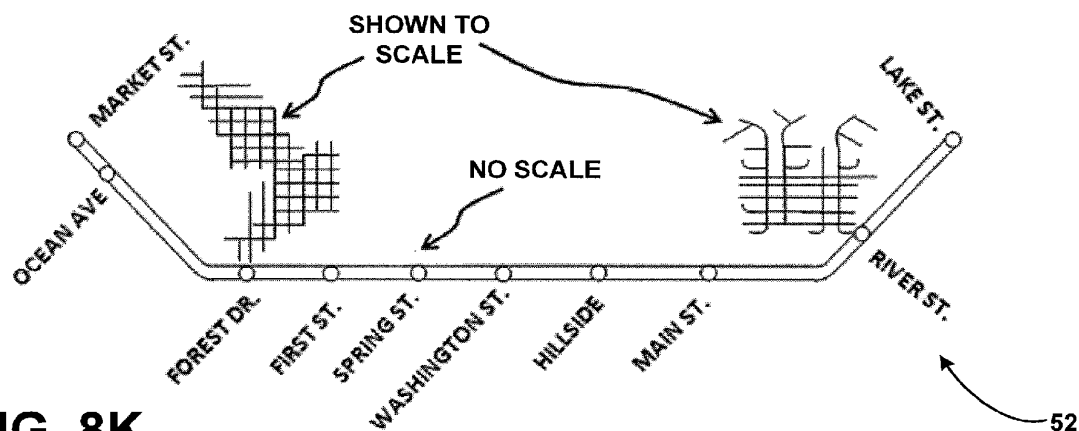 SHOWN TO
SCALE
MARKET ST.
LAKE ST.
NO SCALE
OCEAN AVE
FOREST DR.
FIRST ST.
SPRING ST.
WASHINGTON ST.
HILLSIDE
MAIN ST.
RIVER ST.
52
8K